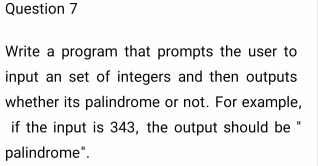 Question 7
Write a program that prompts the user to
input an set of integers and then outputs
whether its palindrome or not. For example,
if the input is 343, the output should be "
palindrome".